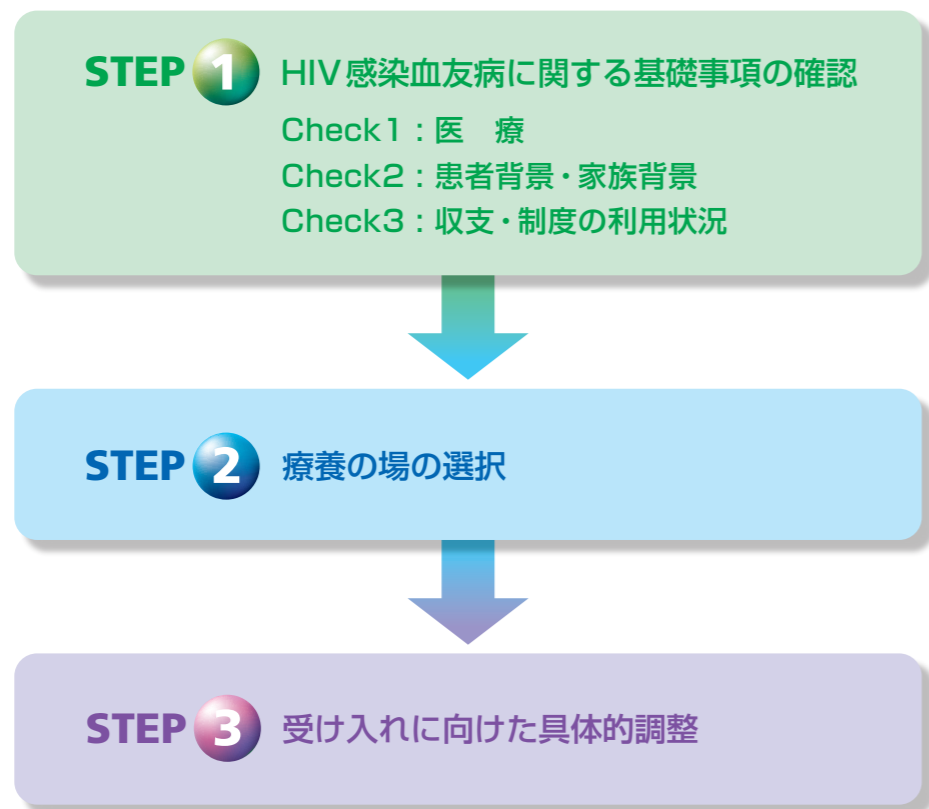 STEP 1 HIV感染血友病に関する基礎事項の確認
Check1:医　療
Check2:患者背景・家族背景
Check3:収支・制度の利用状況
STEP 2 療養の場の選択
STEP 3 受け入れに向けた具体的調整